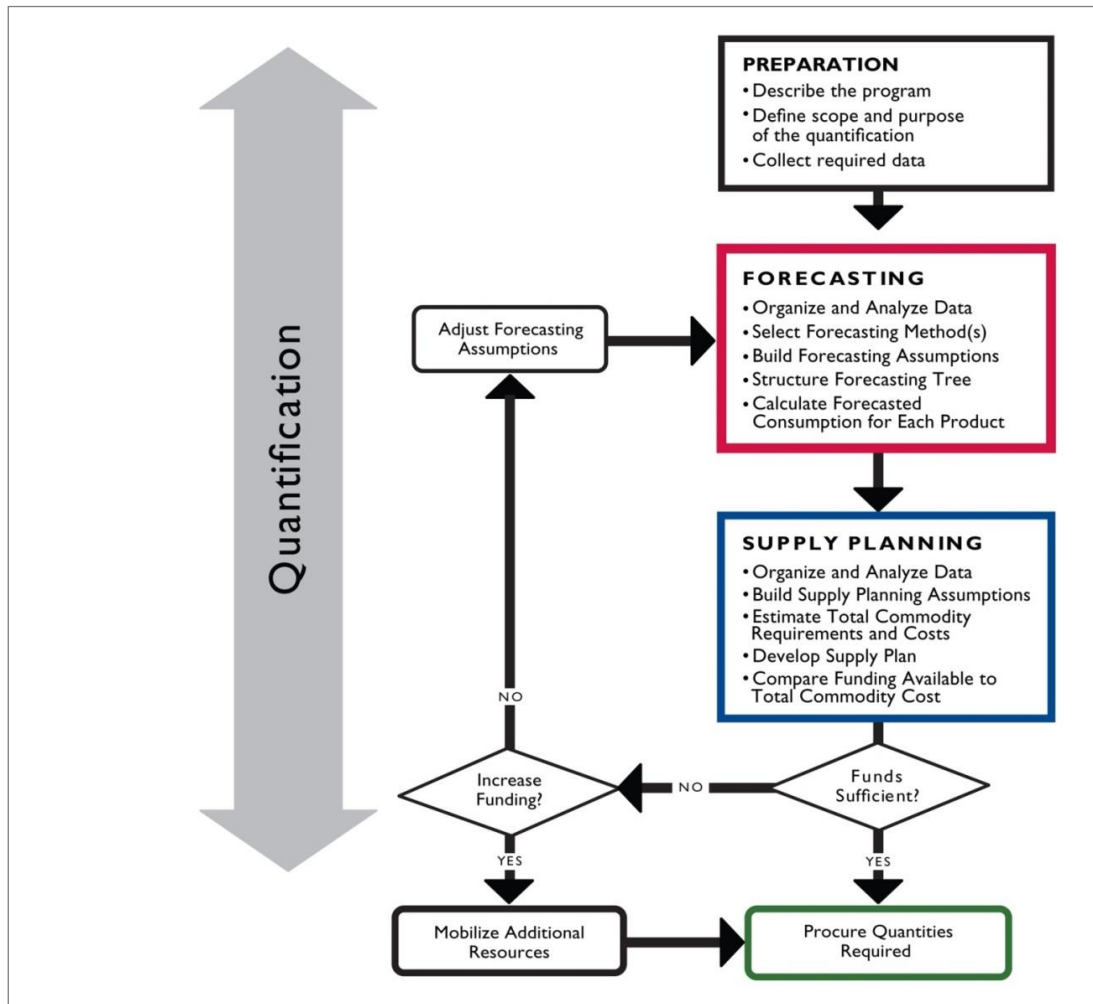 Quantification
PREPARATION
• Describe the program
• Define scope and purpose
of the quantification
• Collect required data
FORECASTING
• Organize and Analyze Data
• Select Forecasting Method(s)
• Build Forecasting Assumptions
• Structure Forecasting Tree
• Calculate Forecasted
Consumption for Each Product
Adjust Forecasting
Assumptions
SUPPLY PLANNING
• Organize and Analyze Data
• Build Supply Planning Assumptions
• Estimate Total Commodity
Requirements and Costs
• Develop Supply Plan
• Compare Funding Available to
Total Commodity Cost
NO
Increase
Funding?
NO
Funds
Sufficient?
YES
YES
Mobilize Additional
Resources
Procure Quantities
Required